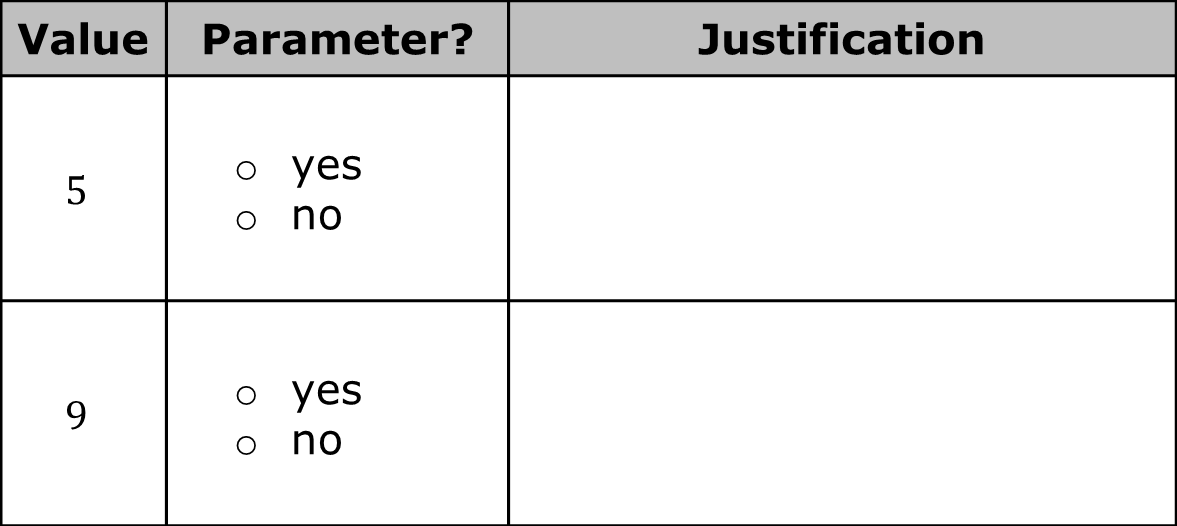 Value Parameter? Justification
5
○ yes
○ no
9
○ yes
○ no